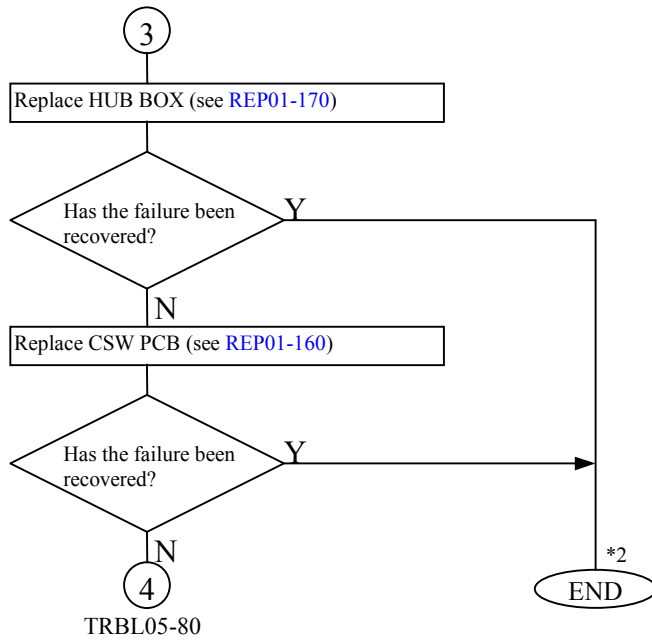 3
Replace HUB BOX (see REP01-170)
Has the failure been
recovered?
Y
N
Replace CSW PCB (see REP01-160)
Has the failure been
recovered?
Y
N
4
TRBL05-80
*2
END